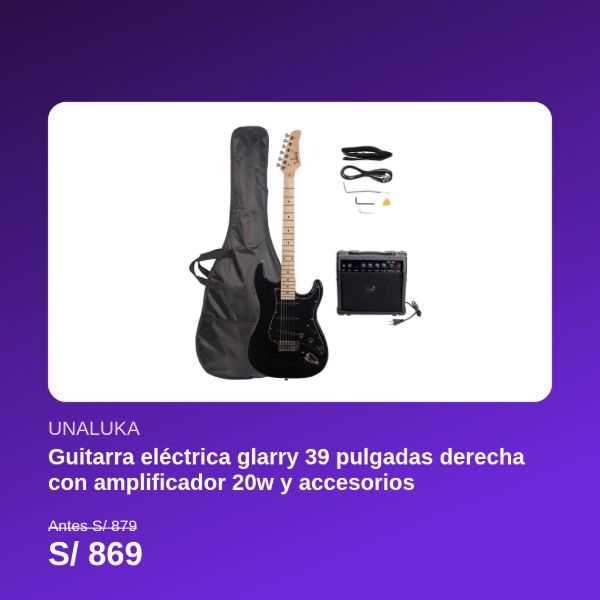 UNALUKA
Guitarra eléctrica glarry 39 pulgadas derecha
con amplificador 20w y accesorios
Antes S/ 879
S/ 869